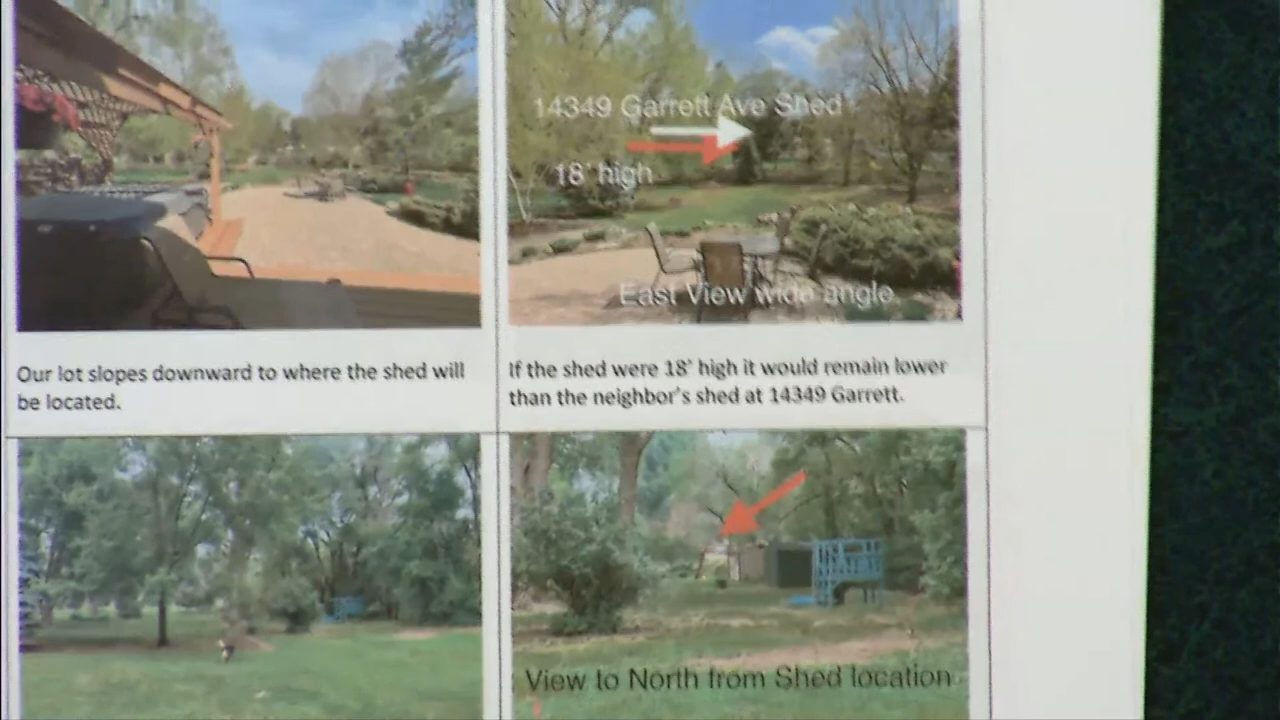 14349 Garrett Ave Shed
18' high
East View wide angle
Our lot slopes downward to where the shed will
be located.
If the shed were 18' high it would remain lower
than the neighbor's shed at 14349 Garrett.
View to North from Shed location